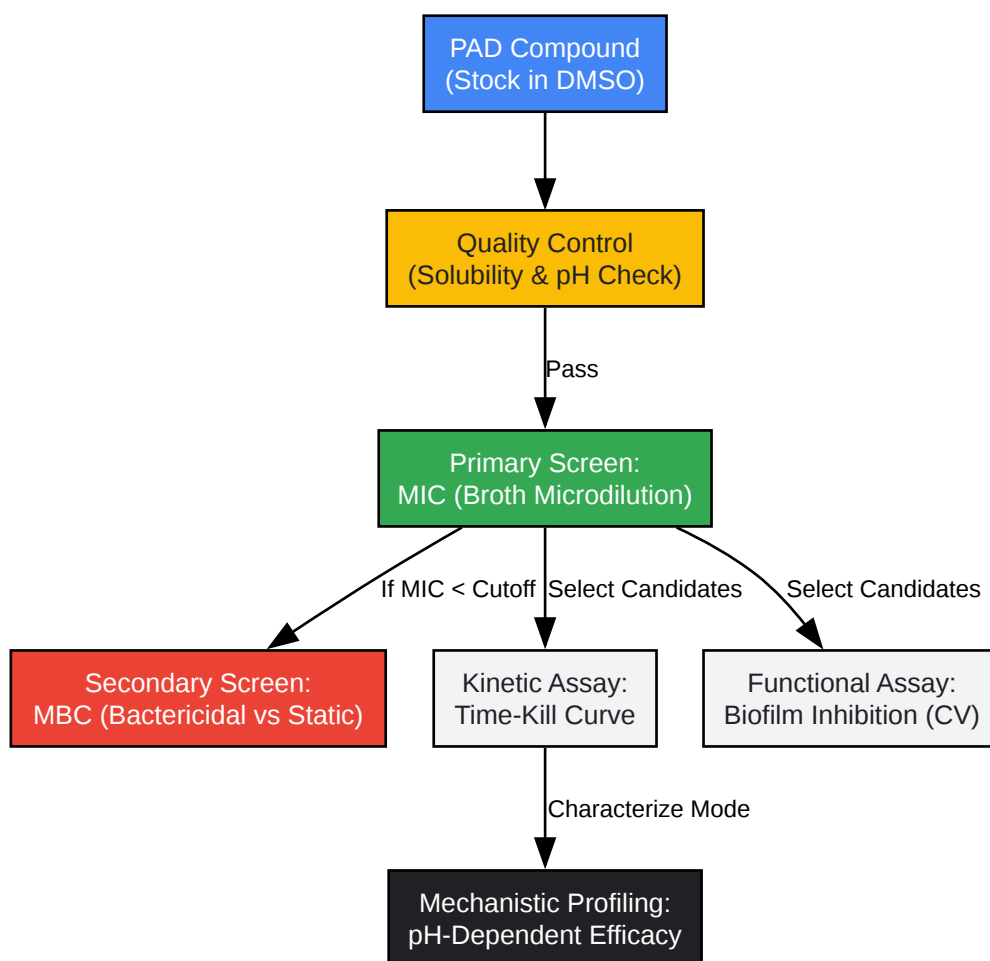 PAD Compound
(Stock in DMSO)
Quality Control
(Solubility & pH Check)
Pass
Primary Screen:
MIC (Broth Microdilution)
If MIC < Cutoff
Select Candidates
Select Candidates
Secondary Screen:
MBC (Bactericidal vs Static)
Kinetic Assay:
Time-Kill Curve
Functional Assay:
Biofilm Inhibition (CV)
Characterize Mode
Mechanistic Profiling:
pH-Dependent Efficacy